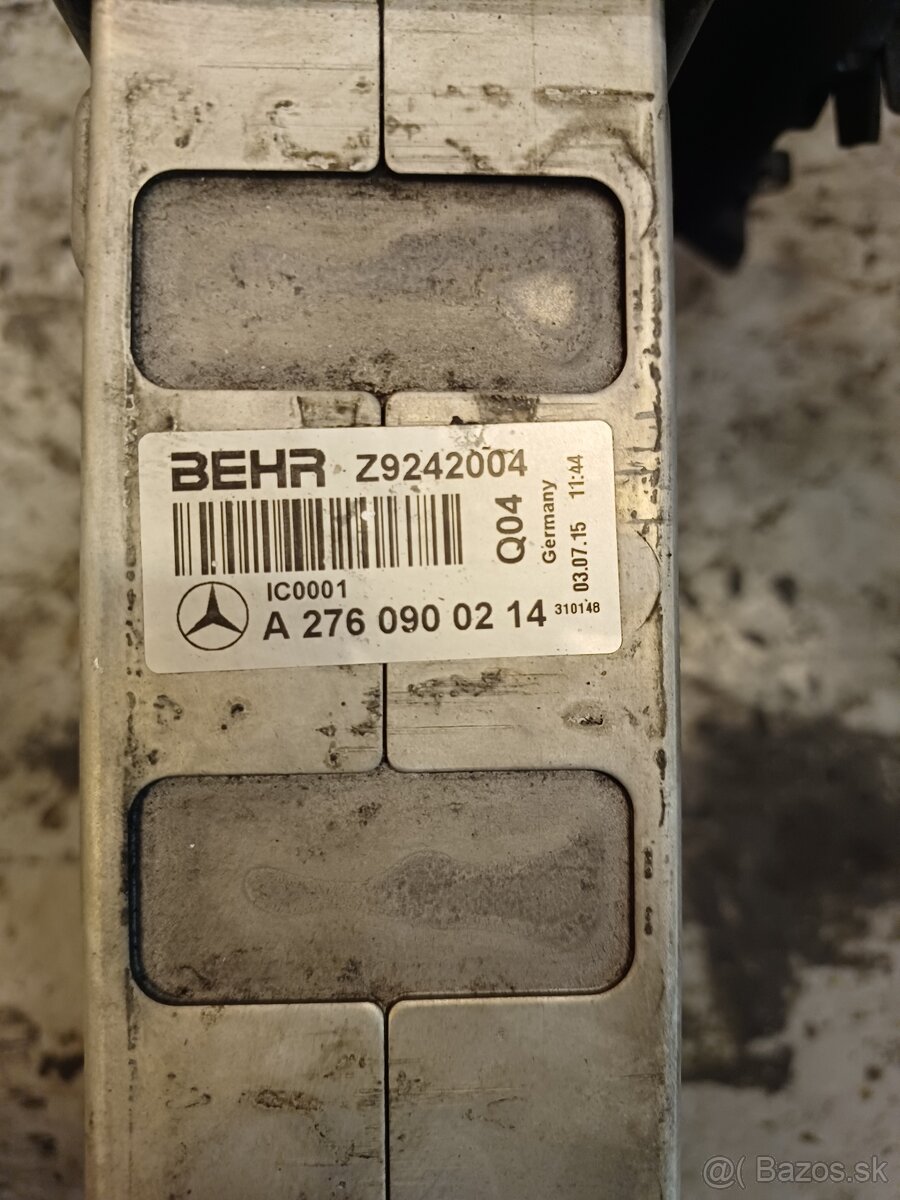 BEHR Z9242004
Q04
Germany
03.07.15 11:44
IC0001
A 276 090 02 14 310148
@( Bazos.sk